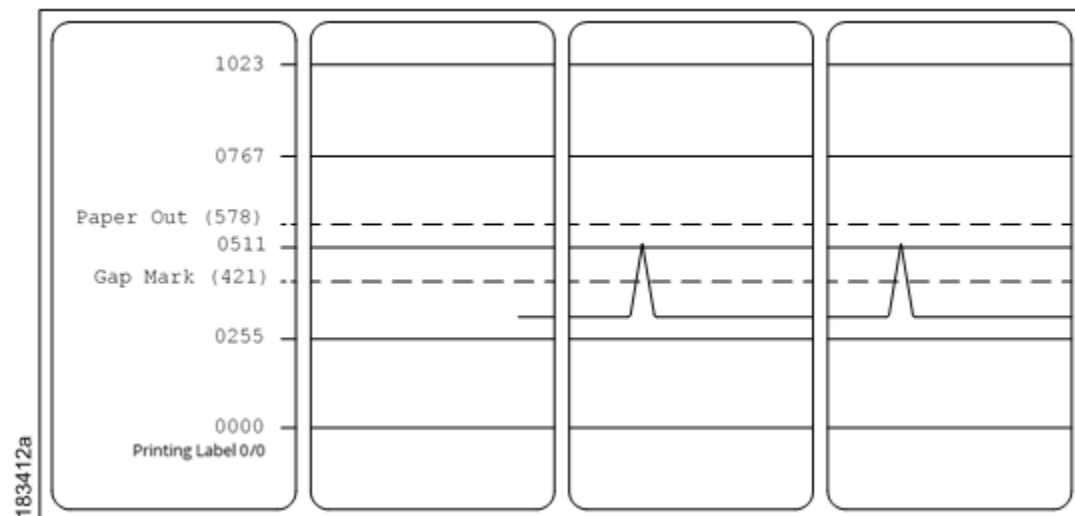 1023
0767
Paper Out (578)
0511
Gap Mark (421)
0255
0000
Printing Label 0/0
183412a